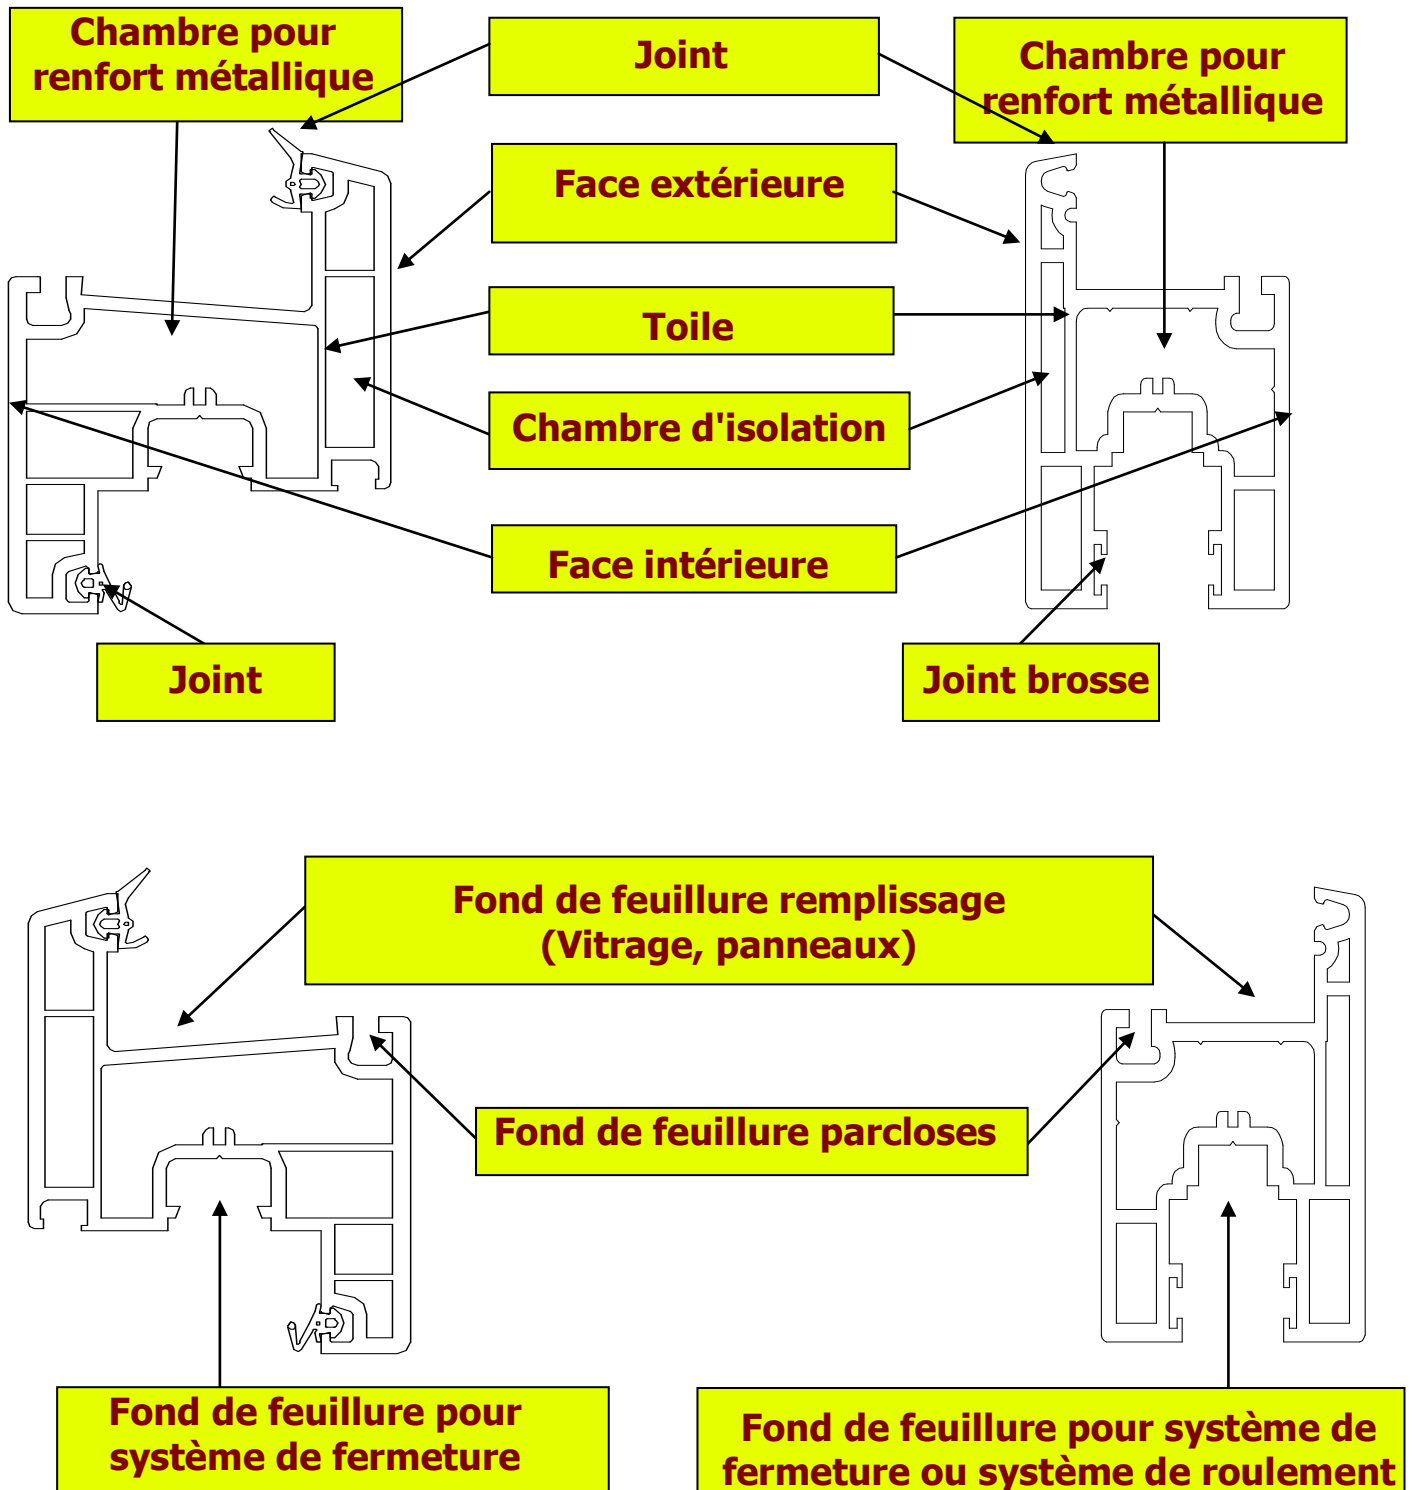 Chambre pour
renfort métallique
Joint
Chambre pour
renfort métallique
Face extérieure
Toile
Chambre d'isolation
Face intérieure
Joint
Joint brosse
Fond de feuillure remplissage
(Vitrage, panneaux)
Fond de feuillure parcloses
Fond de feuillure pour
système de fermeture
Fond de feuillure pour système de
fermeture ou système de roulement